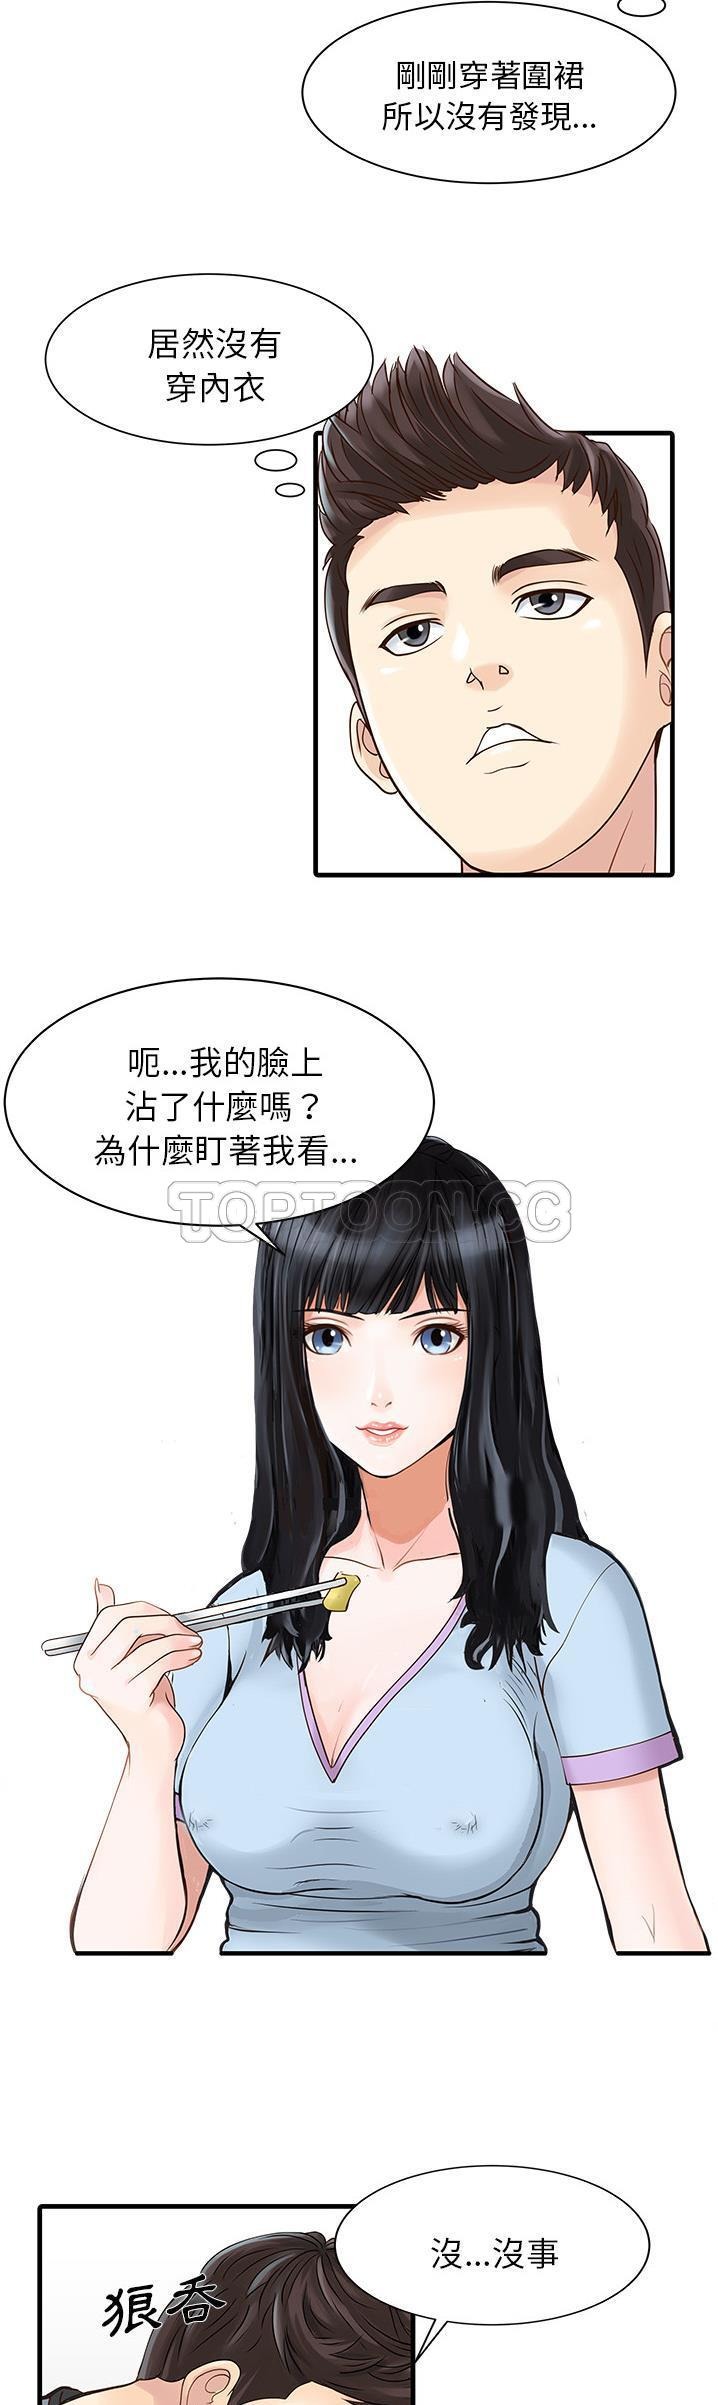 剛剛穿著圍裙
所以沒有發現...
居然沒有
穿內衣
呃...我的臉上
沾了什麼嗎？
為什麼盯著我看...
TOPTOON.CC
沒...沒事
狼吞